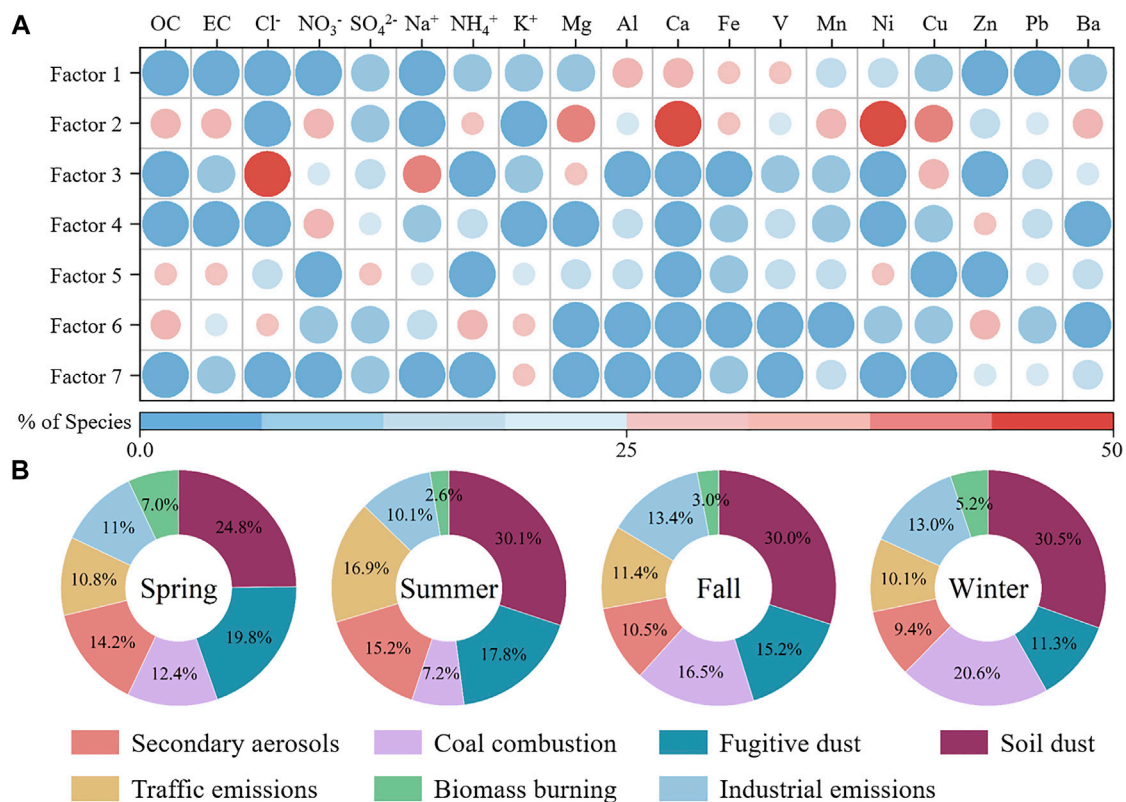 A
OC EC Cl⁻ NO₃⁻ SO₄²⁻ Na⁺ NH₄⁺ K⁺ Mg Al Ca Fe V Mn Ni Cu Zn Pb Ba
Factor 1
Factor 2
Factor 3
Factor 4
Factor 5
Factor 6
Factor 7
% of Species
0.0 25 50
B
Spring
24.8%
19.8%
12.4%
14.2%
10.8%
11%
7.0%
Summer
30.1%
17.8%
7.2%
15.2%
16.9%
10.1%
2.6%
Fall
30.0%
15.2%
16.5%
10.5%
11.4%
13.4%
3.0%
Winter
30.5%
11.3%
20.6%
9.4%
10.1%
13.0%
5.2%
Secondary aerosols Coal combustion Fugitive dust Soil dust
Traffic emissions Biomass burning Industrial emissions